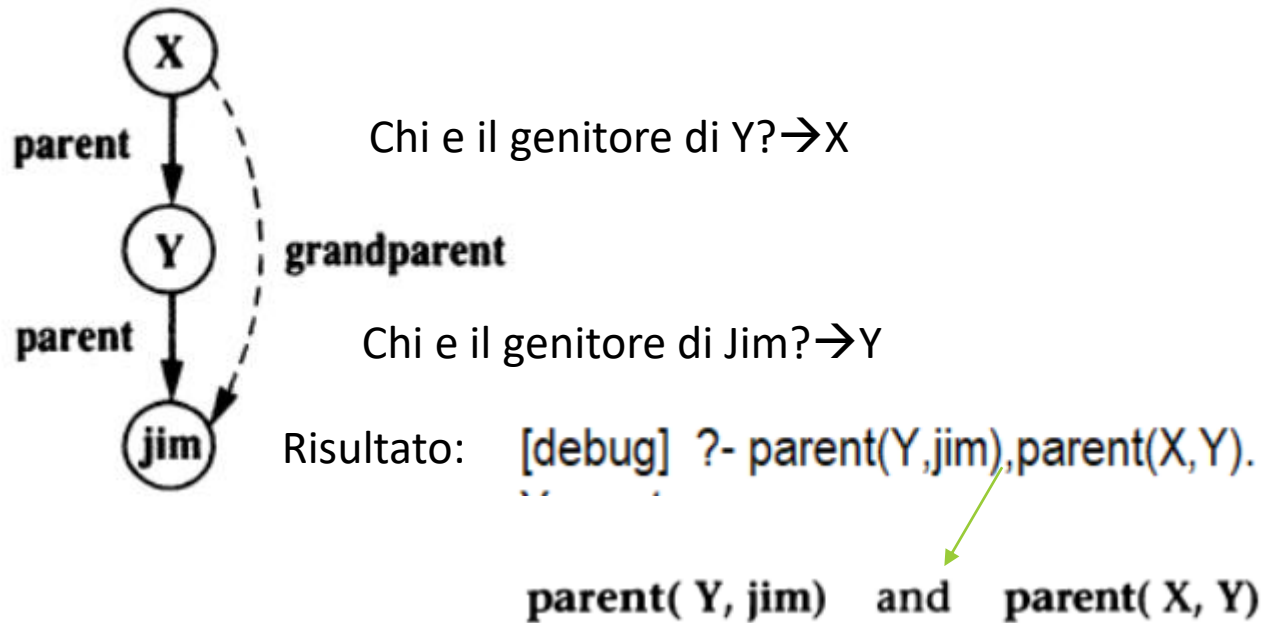 X
parent
Chi e il genitore di Y?→X
Y
grandparent
parent
Chi e il genitore di Jim?→Y
jim
Risultato: [debug] ?- parent(Y,jim),parent(X,Y).
parent( Y, jim) and parent( X, Y)